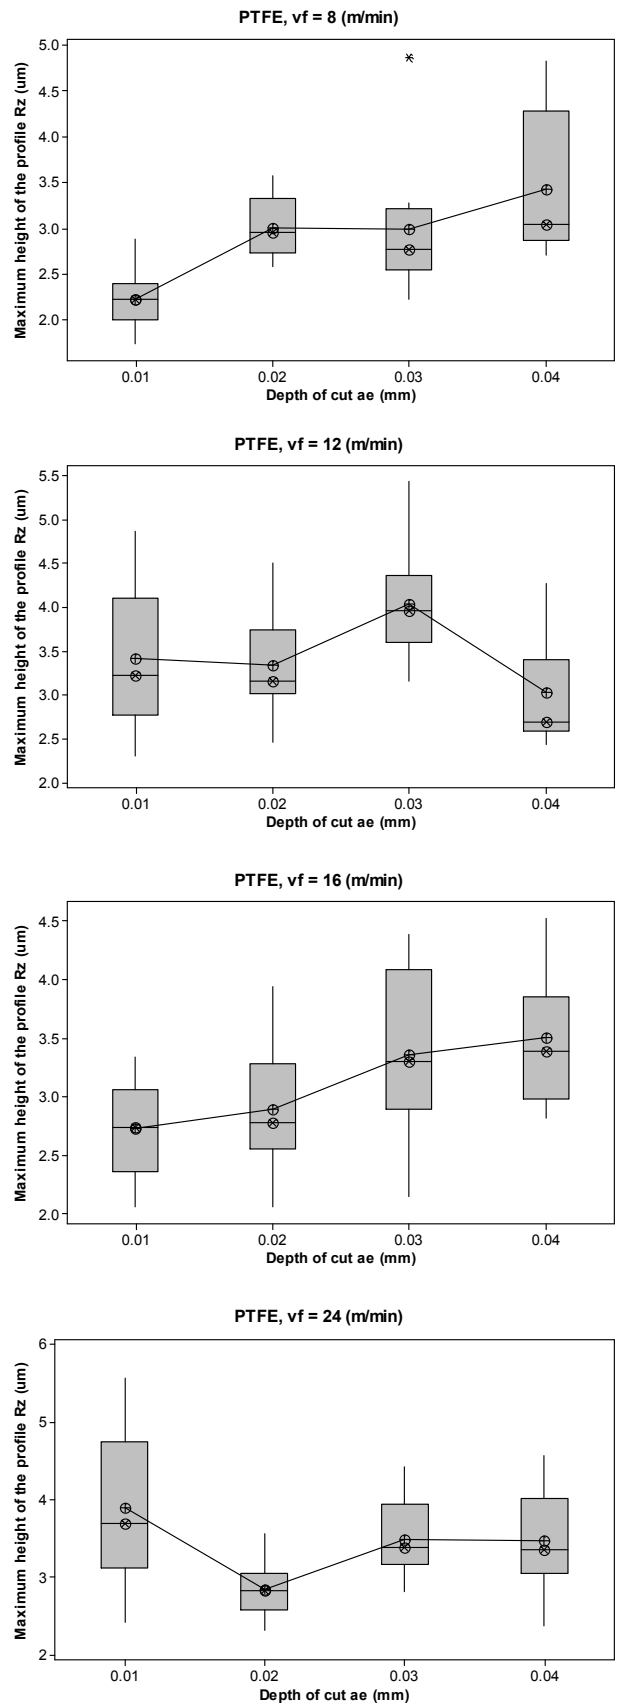 PTFE, vf = 8 (m/min)
Maximum height of the profile Rz (um)
5.0
4.5
4.0
3.5
3.0
2.5
2.0
0.01 0.02 0.03 0.04
Depth of cut ae (mm)
PTFE, vf = 12 (m/min)
Maximum height of the profile Rz (um)
5.5
5.0
4.5
4.0
3.5
3.0
2.5
2.0
0.01 0.02 0.03 0.04
Depth of cut ae (mm)
PTFE, vf = 16 (m/min)
Maximum height of the profile Rz (um)
4.5
4.0
3.5
3.0
2.5
2.0
0.01 0.02 0.03 0.04
Depth of cut ae (mm)
PTFE, vf = 24 (m/min)
Maximum height of the profile Rz (um)
6
5
4
3
2
0.01 0.02 0.03 0.04
Depth of cut ae (mm)